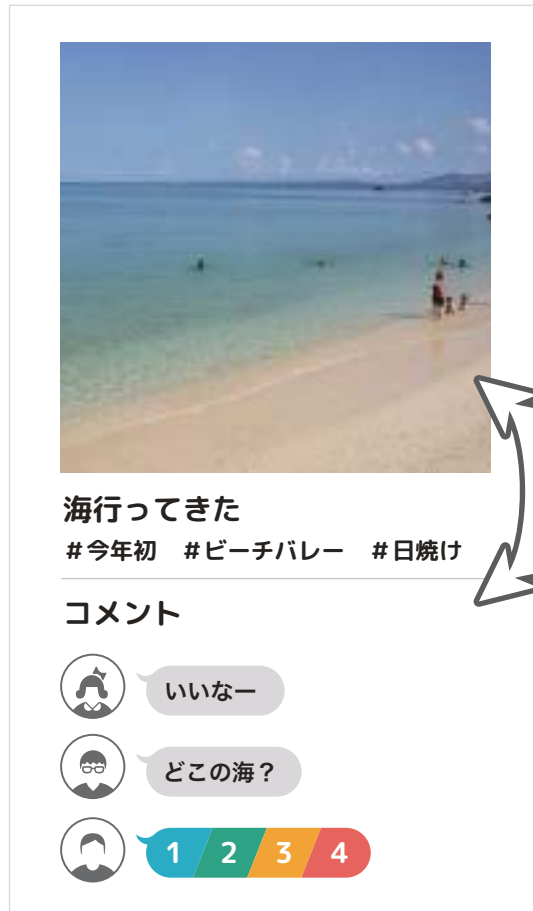 海行ってきた
#今年初 #ビーチバレー #日焼け
コメント
いいなー
どこの海？
1 2 3 4